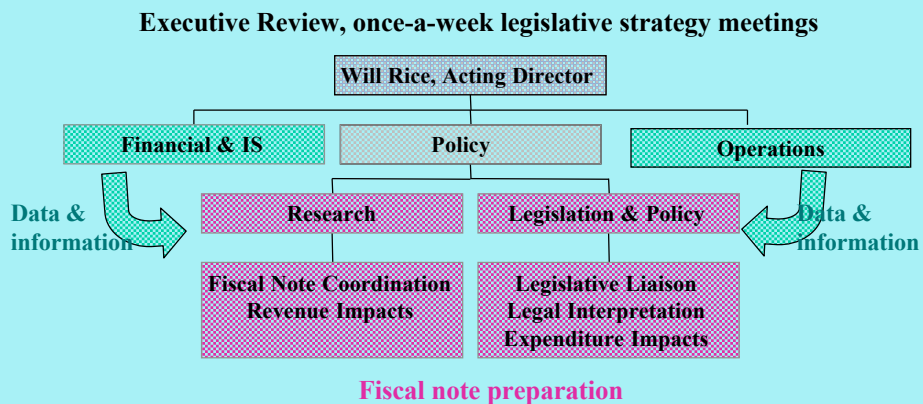 Executive Review, once-a-week legislative strategy meetings
Will Rice, Acting Director
Financial & IS
Policy
Operations
Data &
information
Research
Legislation & Policy
Data &
information
Fiscal Note Coordination
Revenue Impacts
Legislative Liaison
Legal Interpretation
Expenditure Impacts
Fiscal note preparation